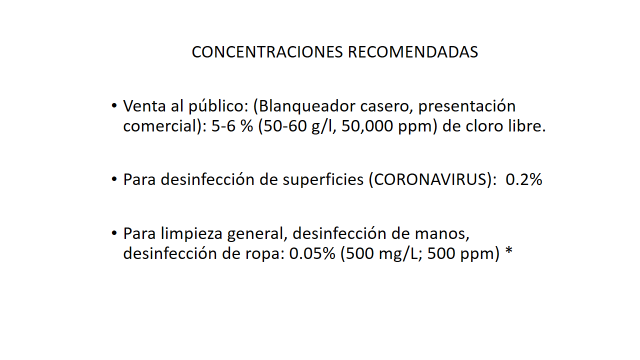 CONCENTRACIONES RECOMENDADAS
• Venta al público: (Blanqueador casero, presentación
comercial): 5-6 % (50-60 g/l, 50,000 ppm) de cloro libre.
• Para desinfección de superficies (CORONAVIRUS): 0.2%
• Para limpieza general, desinfección de manos,
desinfección de ropa: 0.05% (500 mg/L; 500 ppm) *